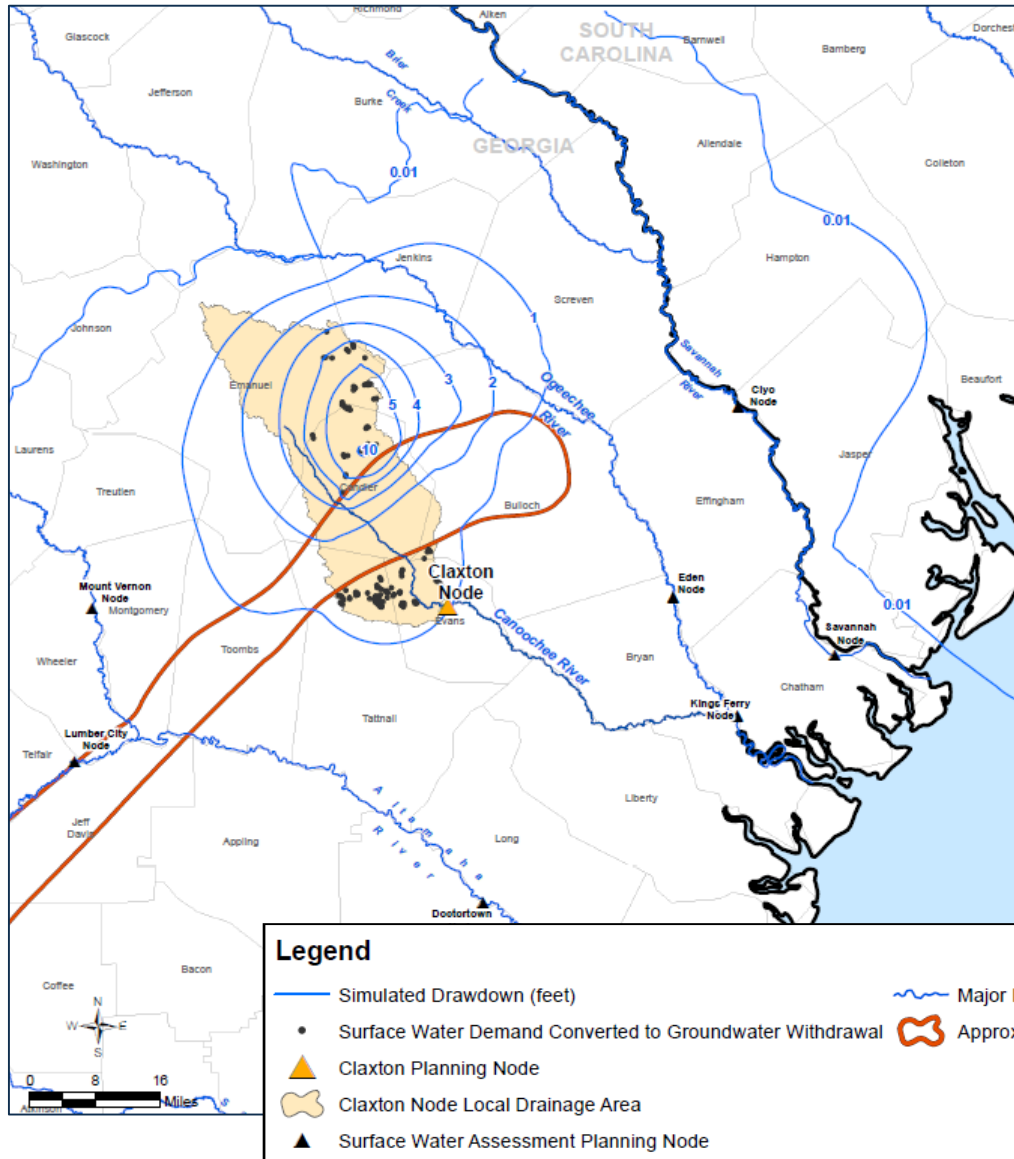 Aiken
Richmond
SOUTH
CAROLINA
Barnwell
Dorchest
Glascock
Bamberg
Brier
Creek
Jefferson
Burke
GEORGIA
Allendale
Washington
Colleton
0.01
0.01
Jenkins
Hampton
Screven
1
Johnson
Savannah
River
Beaufort
Emanuel
3
2
Ogeechee
River
Clyo
Node
5
4
Laurens
10
Jasper
Treutlen
Candler
Bulloch
Effingham
Claxton
Node
Mount Vernon
Node
Montgomery
Eden
Node
0.01
Evans
Savannah
Node
Canoochee River
Wheeler
Toombs
Bryan
Chatham
Tattnall
Kings Ferry
Node
Lumber City
Node
Telfair
Liberty
Altamaha
River
Jeff
Davis
Appling
Long
Doctortown
Bacon
Coffee
N
W
E
S
0 8 16
Miles
Atkinson
S
Legend
Simulated Drawdown (feet)
Major
Surface Water Demand Converted to Groundwater Withdrawal
Approx
Claxton Planning Node
Claxton Node Local Drainage Area
Surface Water Assessment Planning Node